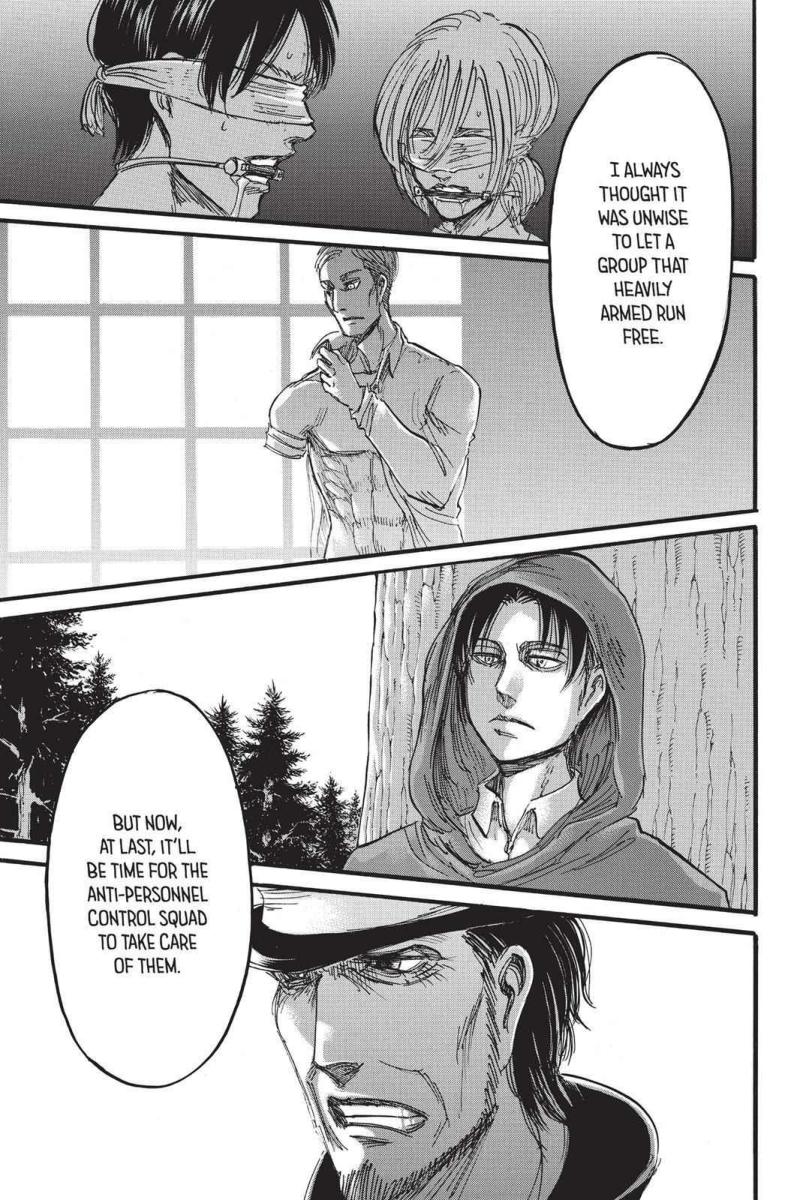 I ALWAYS
THOUGHT IT
WAS UNWISE
TO LET A
GROUP THAT
HEAVILY
ARMED RUN
FREE.
BUT NOW,
AT LAST, IT'LL
BE TIME FOR THE
ANTI-PERSONNEL
CONTROL SQUAD
TO TAKE CARE
OF THEM.